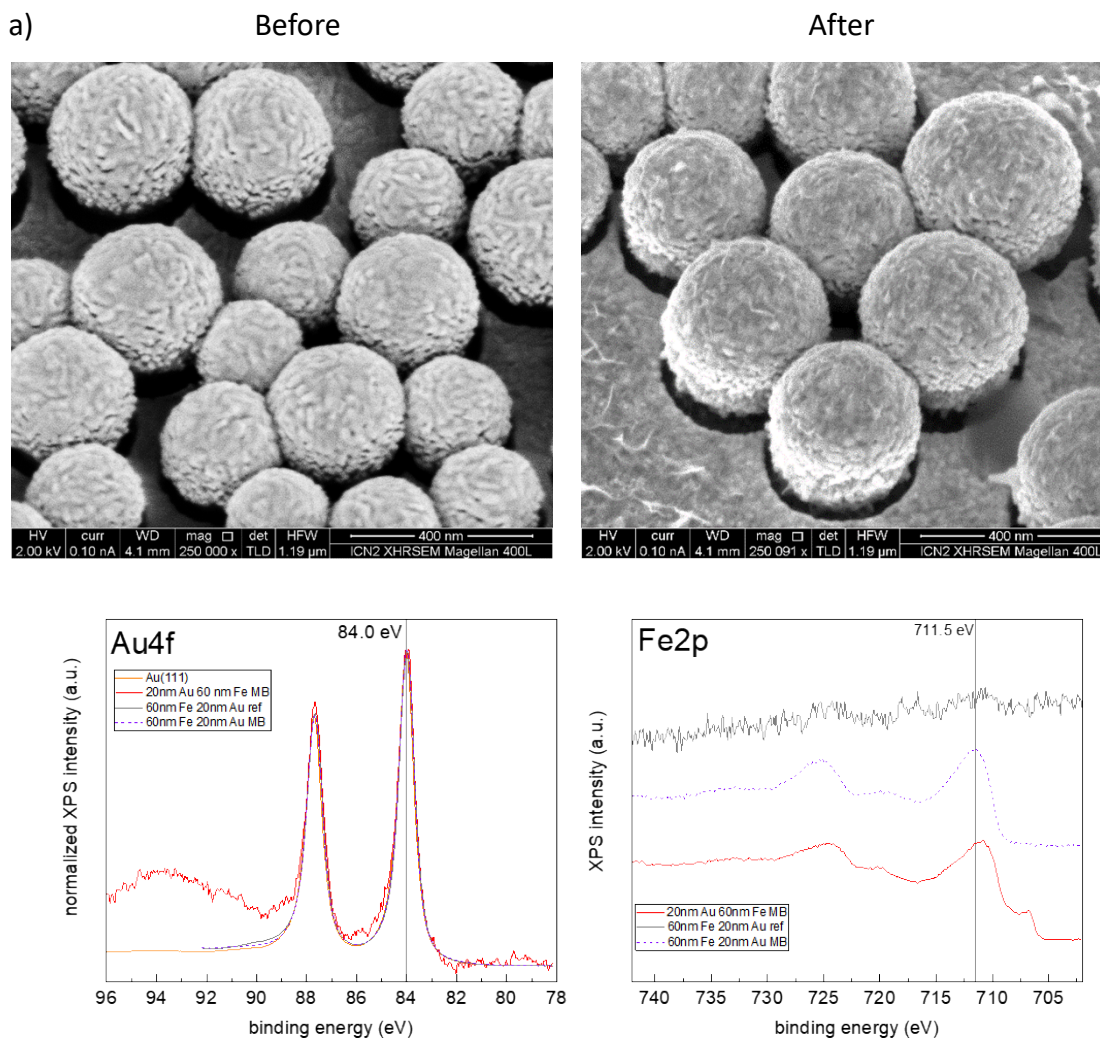 a)
Before
After
HV curr WD mag det HFW 400 nm
2.00 kV 0.10 nA 4.1 mm 250 000 x TLD 1.19 µm ICN2 XHRSEM Magellan 400L
HV curr WD mag det HFW 400 nm
2.00 kV 0.10 nA 4.1 mm 250 091 x TLD 1.19 µm ICN2 XHRSEM Magellan 400L
Au4f
84.0 eV
Au(111)
20nm Au 60 nm Fe MB
60nm Fe 20nm Au ref
60nm Fe 20nm Au MB
normalized XPS intensity (a.u.)
96 94 92 90 88 86 84 82 80 78
binding energy (eV)
Fe2p
711.5 eV
XPS intensity (a.u.)
20nm Au 60nm Fe MB
60nm Fe 20nm Au ref
60nm Fe 20nm Au MB
740 735 730 725 720 715 710 705
binding energy (eV)